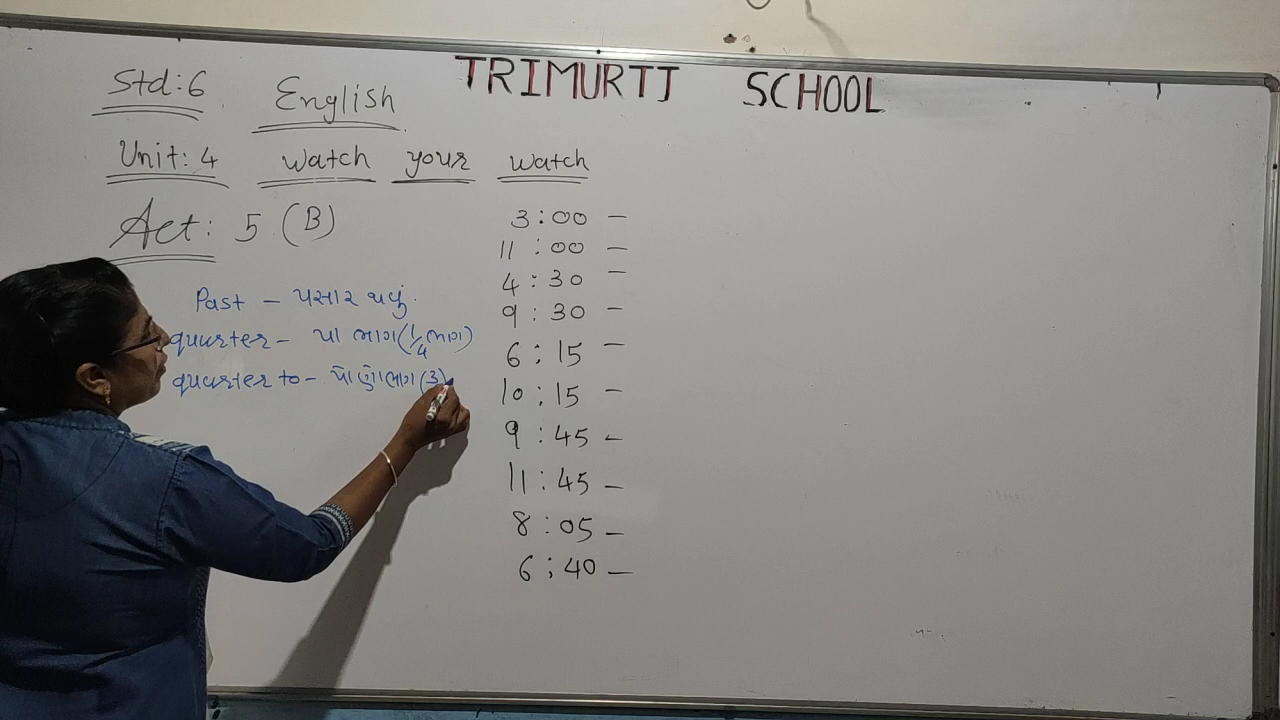 TRIMURTI SCHOOL
Std: 6 English
Unit: 4 watch your watch
Act: 5 (B)
Past – પસાર થવું.
quarter – પા ભાગ (1/4 ભાગ)
quarter to – પોણો ભાગ (3
3:00 –
11:00 –
4:30 –
9:30 –
6:15 –
10:15 –
9:45 –
11:45 –
8:05 –
6:40 –